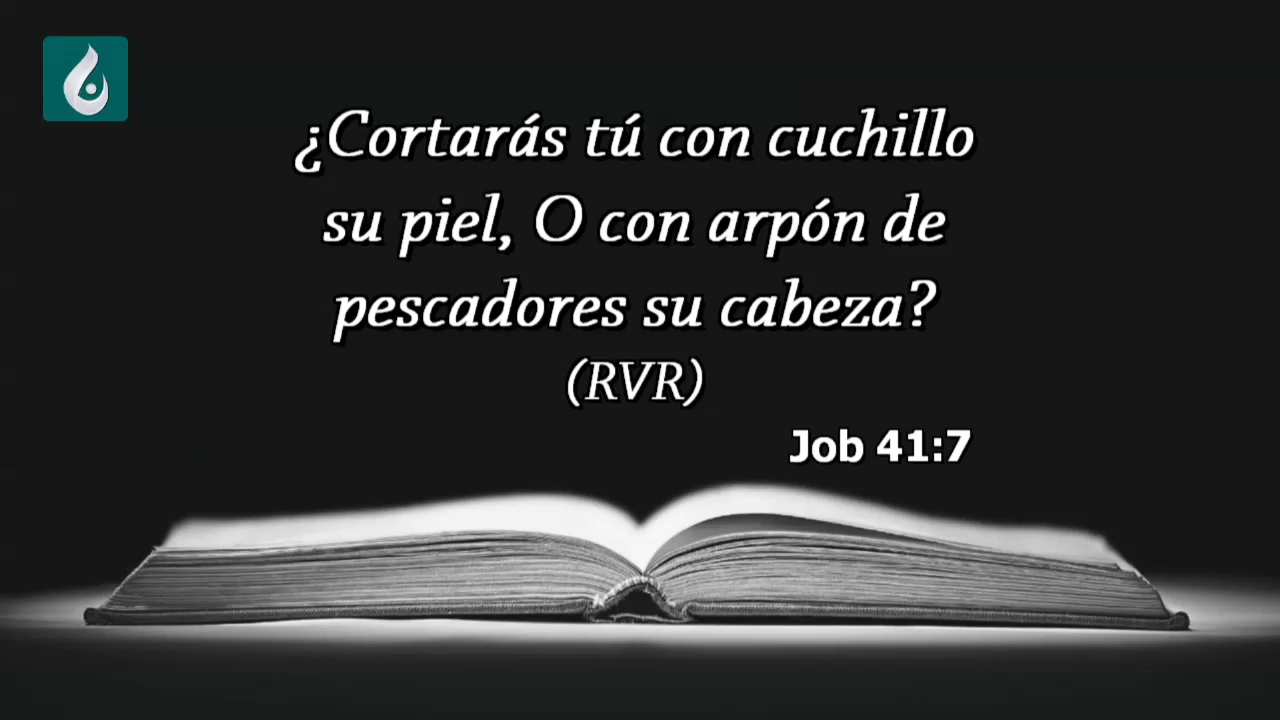 ¿Cortarás tú con cuchillo
su piel, O con arpón de
pescadores su cabeza?
(RVR)
Job 41:7